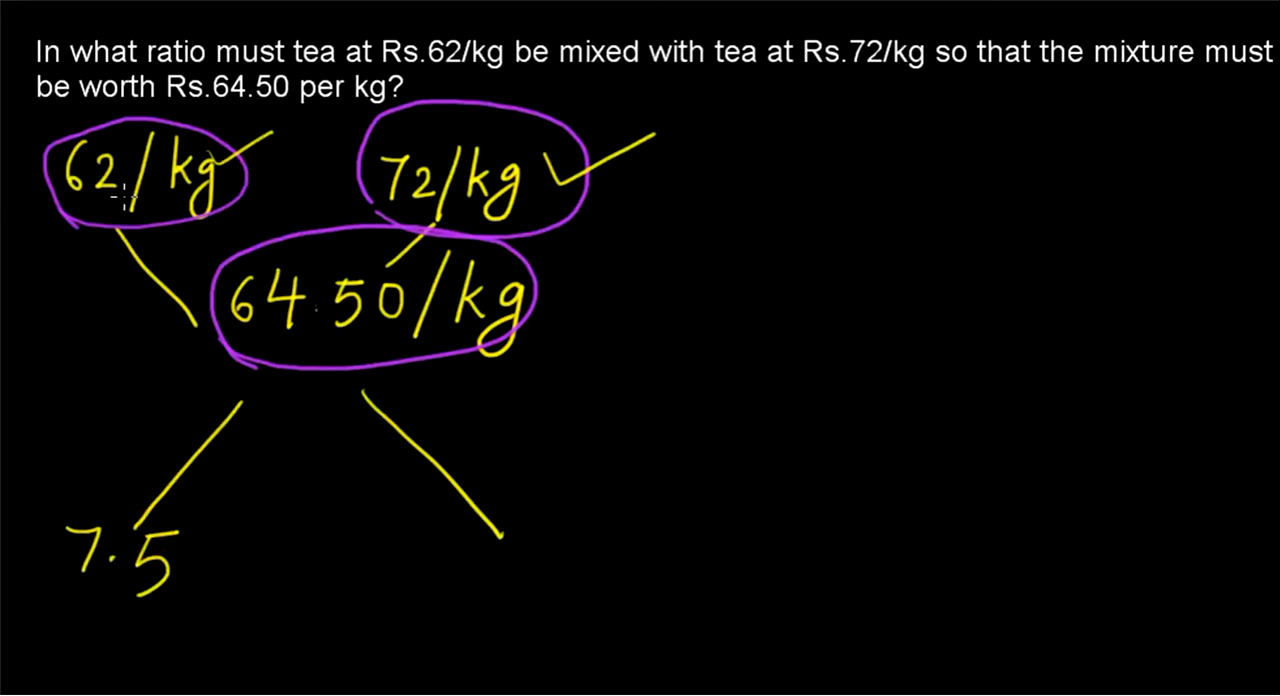 In what ratio must tea at Rs.62/kg be mixed with tea at Rs.72/kg so that the mixture must
be worth Rs.64.50 per kg?
62/kg 72/kg
64.50/kg
7.5